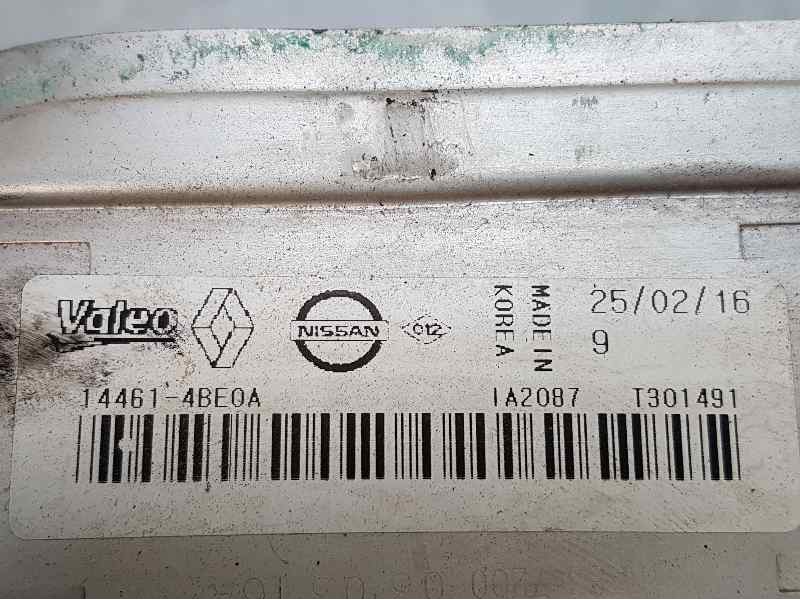 Valeo NISSAN 012 MADE IN KOREA 25/02/16
9
14461-4BE0A IA2087 T301491